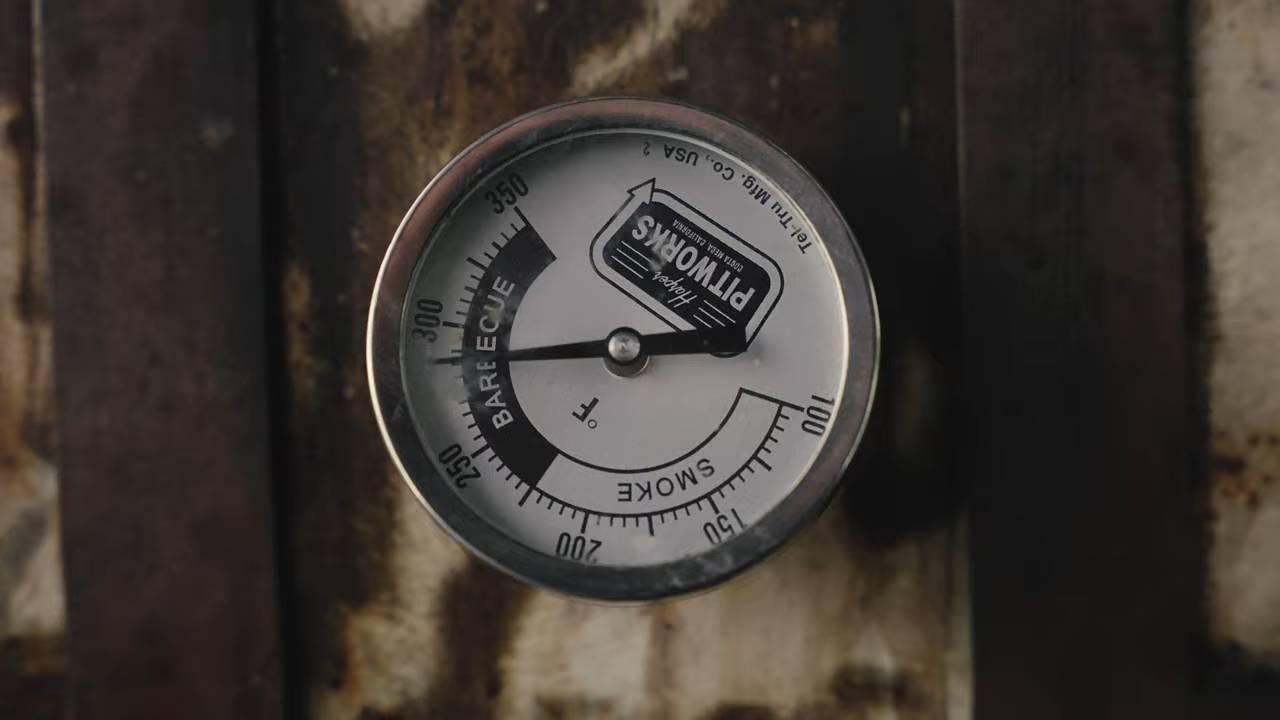 100
150
200
250
300
350
SMOKE
BARBECUE
°F
Harper
PITWORKS
COSTA MESA, CALIFORNIA
Tel-Tru Mfg. Co., USA 2